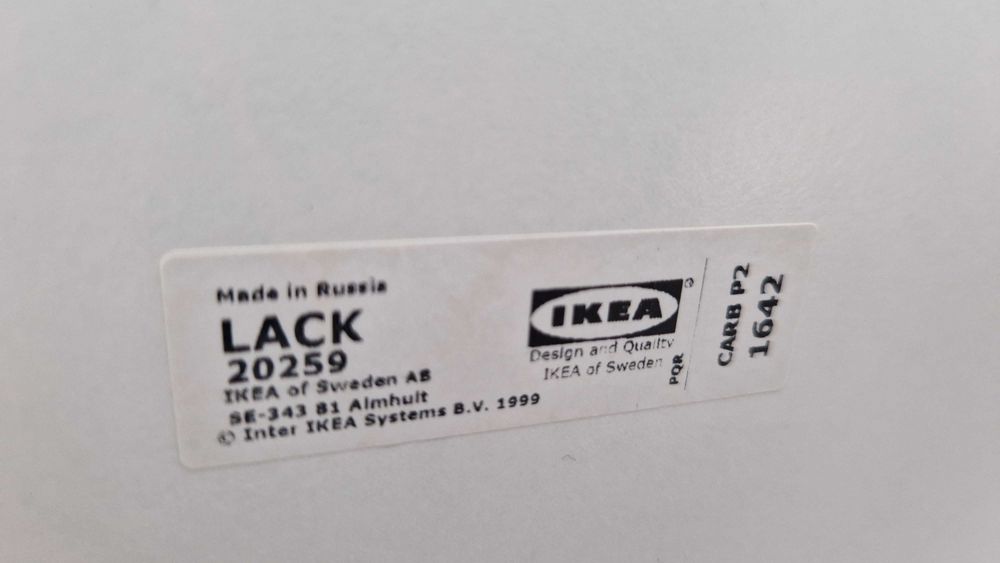 Made in Russia
LACK
20259
IKEA of Sweden AB
SE-343 81 Almhult
© Inter IKEA Systems B.V. 1999
IKEA®
Design and Quality
IKEA of Sweden
PQR
CARB P2
1642